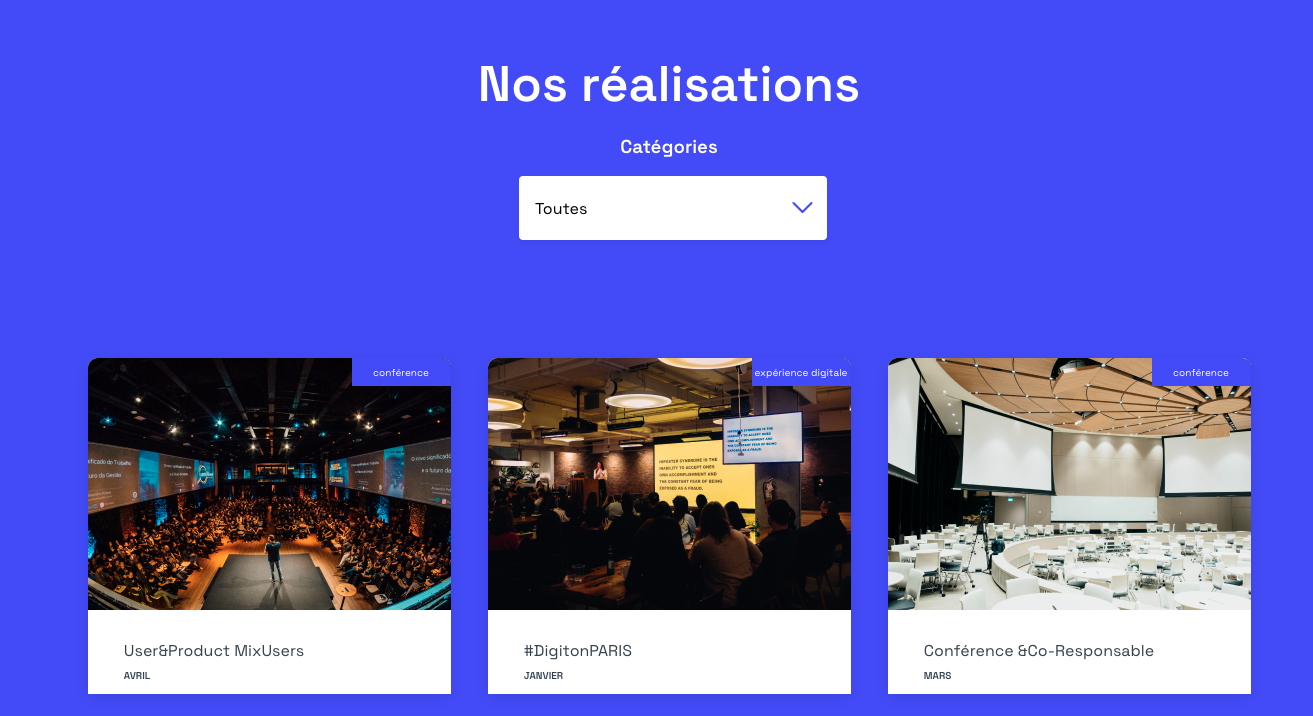 Nos réalisations
Catégories
Toutes
conférence
expérience digitale
conférence
IMPOSTER SYNDROME IS THE
INABILITY TO ACCEPT ONES
OWN ACCOMPLISHMENT AND
THE CONSTANT FEAR OF BEING
EXPOSED AS A FRAUD.
User&Product MixUsers
AVRIL
#DigitonPARIS
JANVIER
Conférence &Co-Responsable
MARS